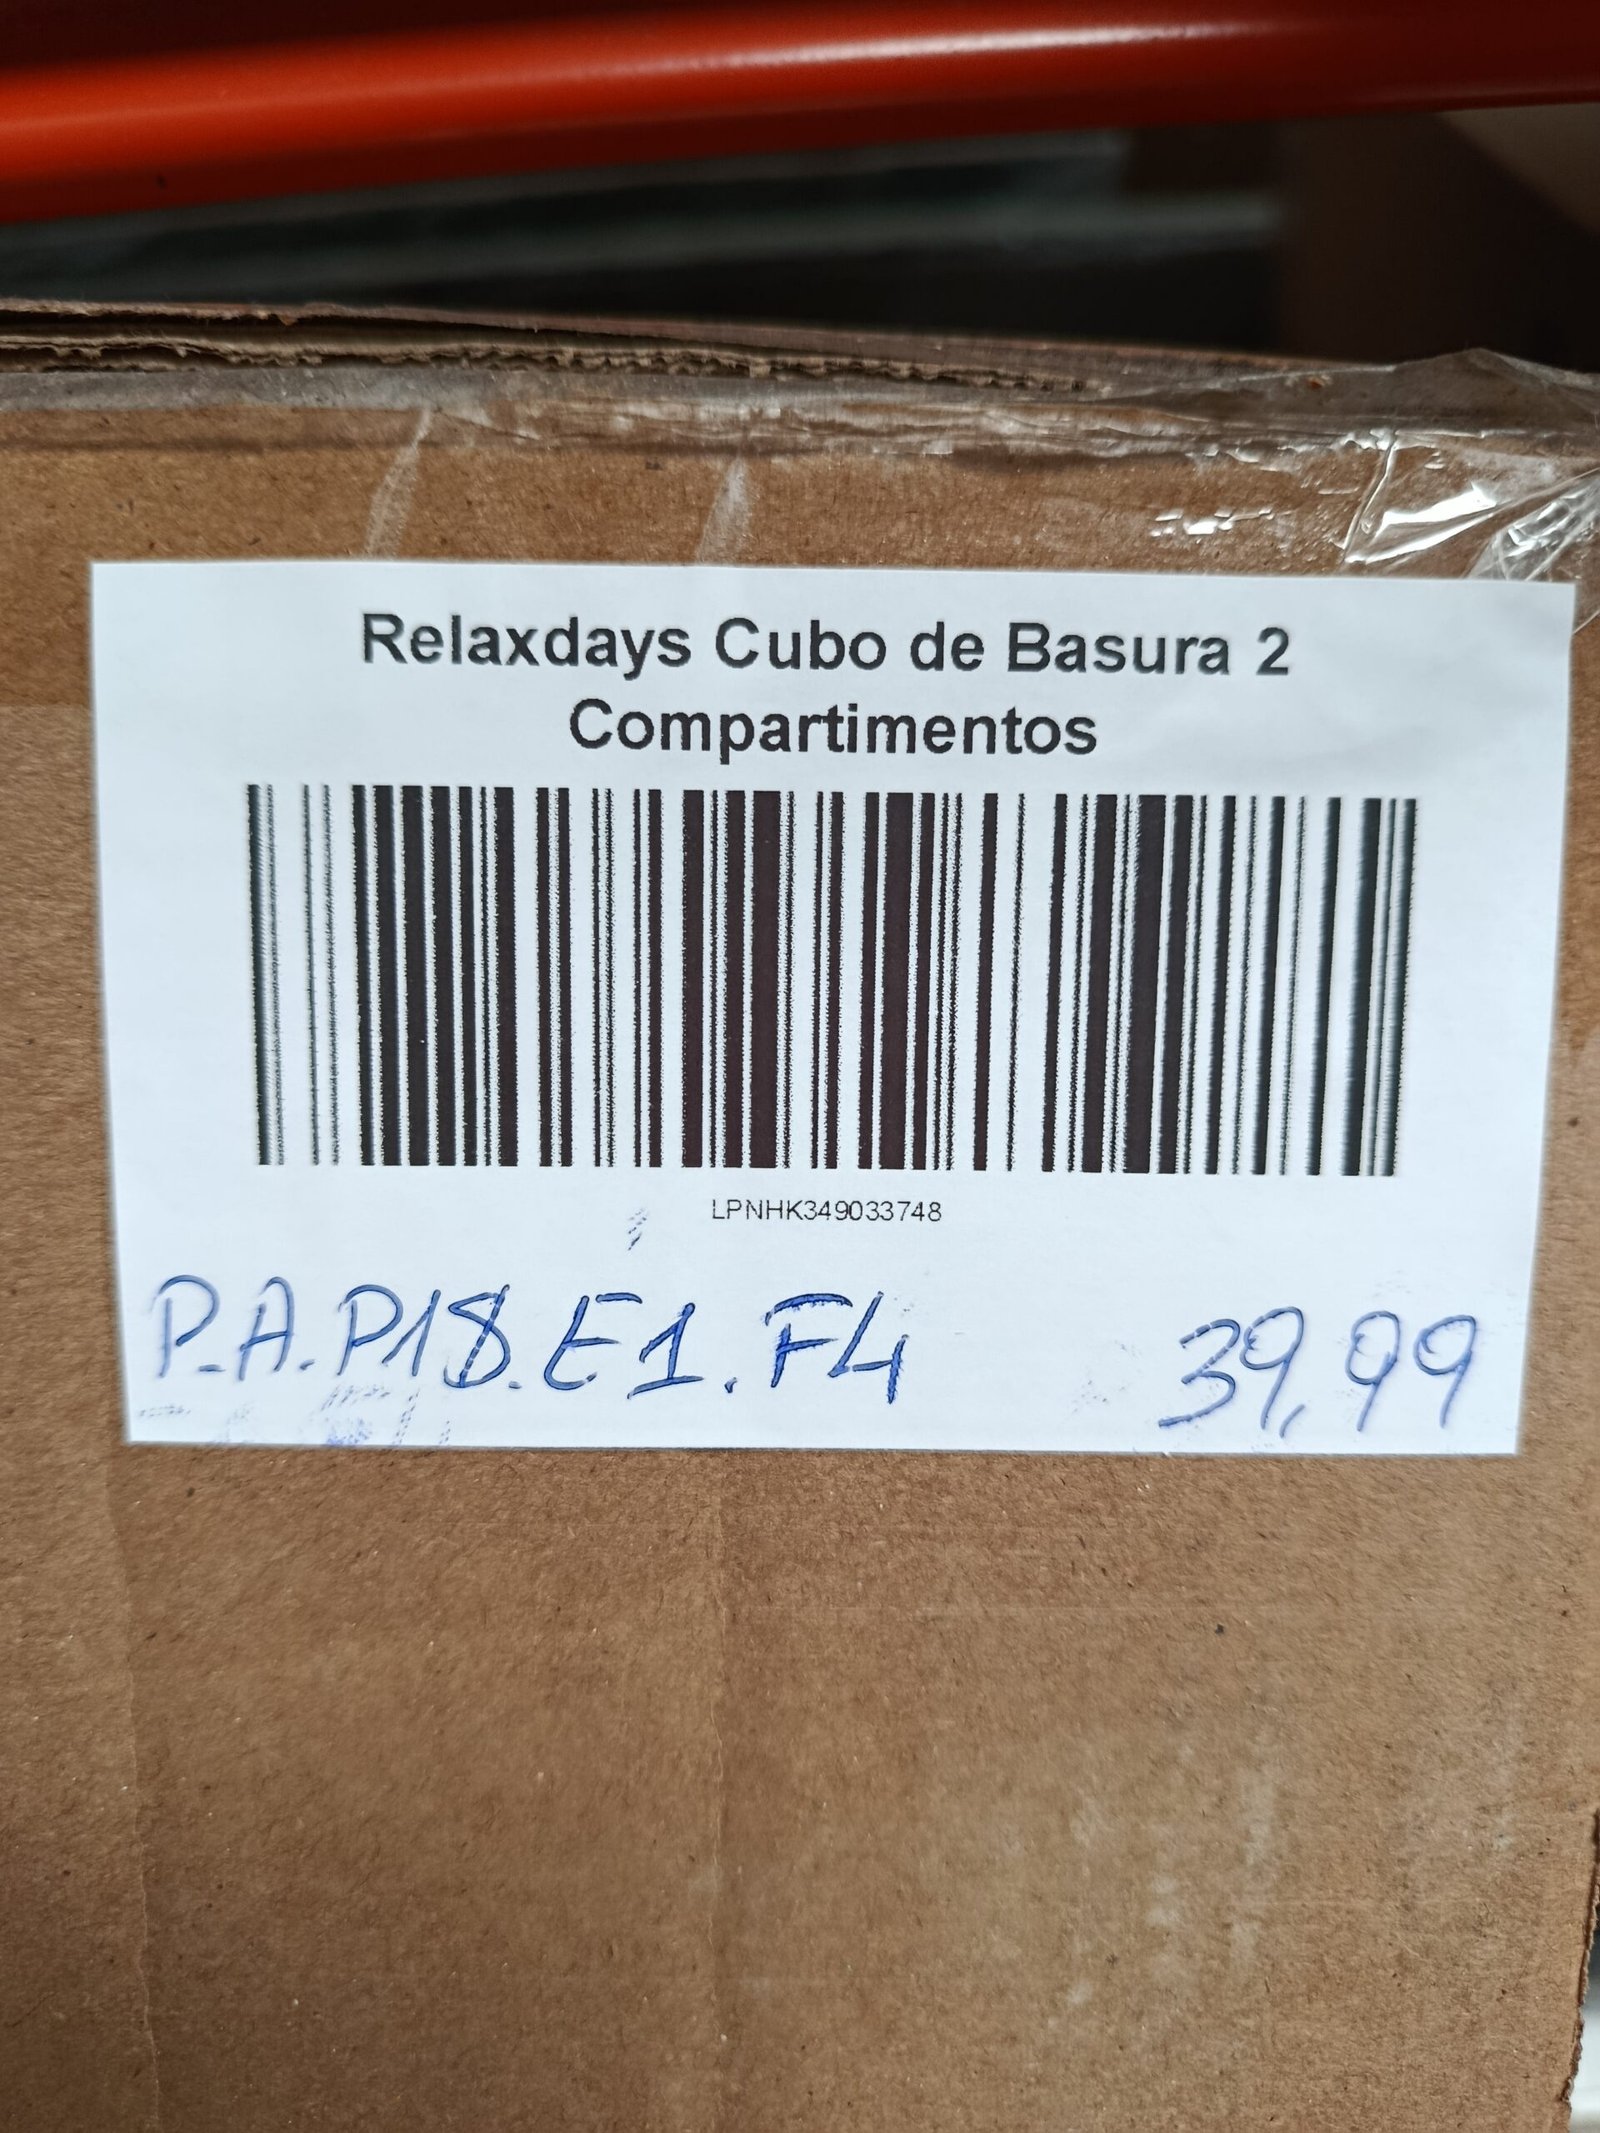 Relaxdays Cubo de Basura 2
Compartimentos
LPNHK349033748
P.A.P18.E1.F4 39,99